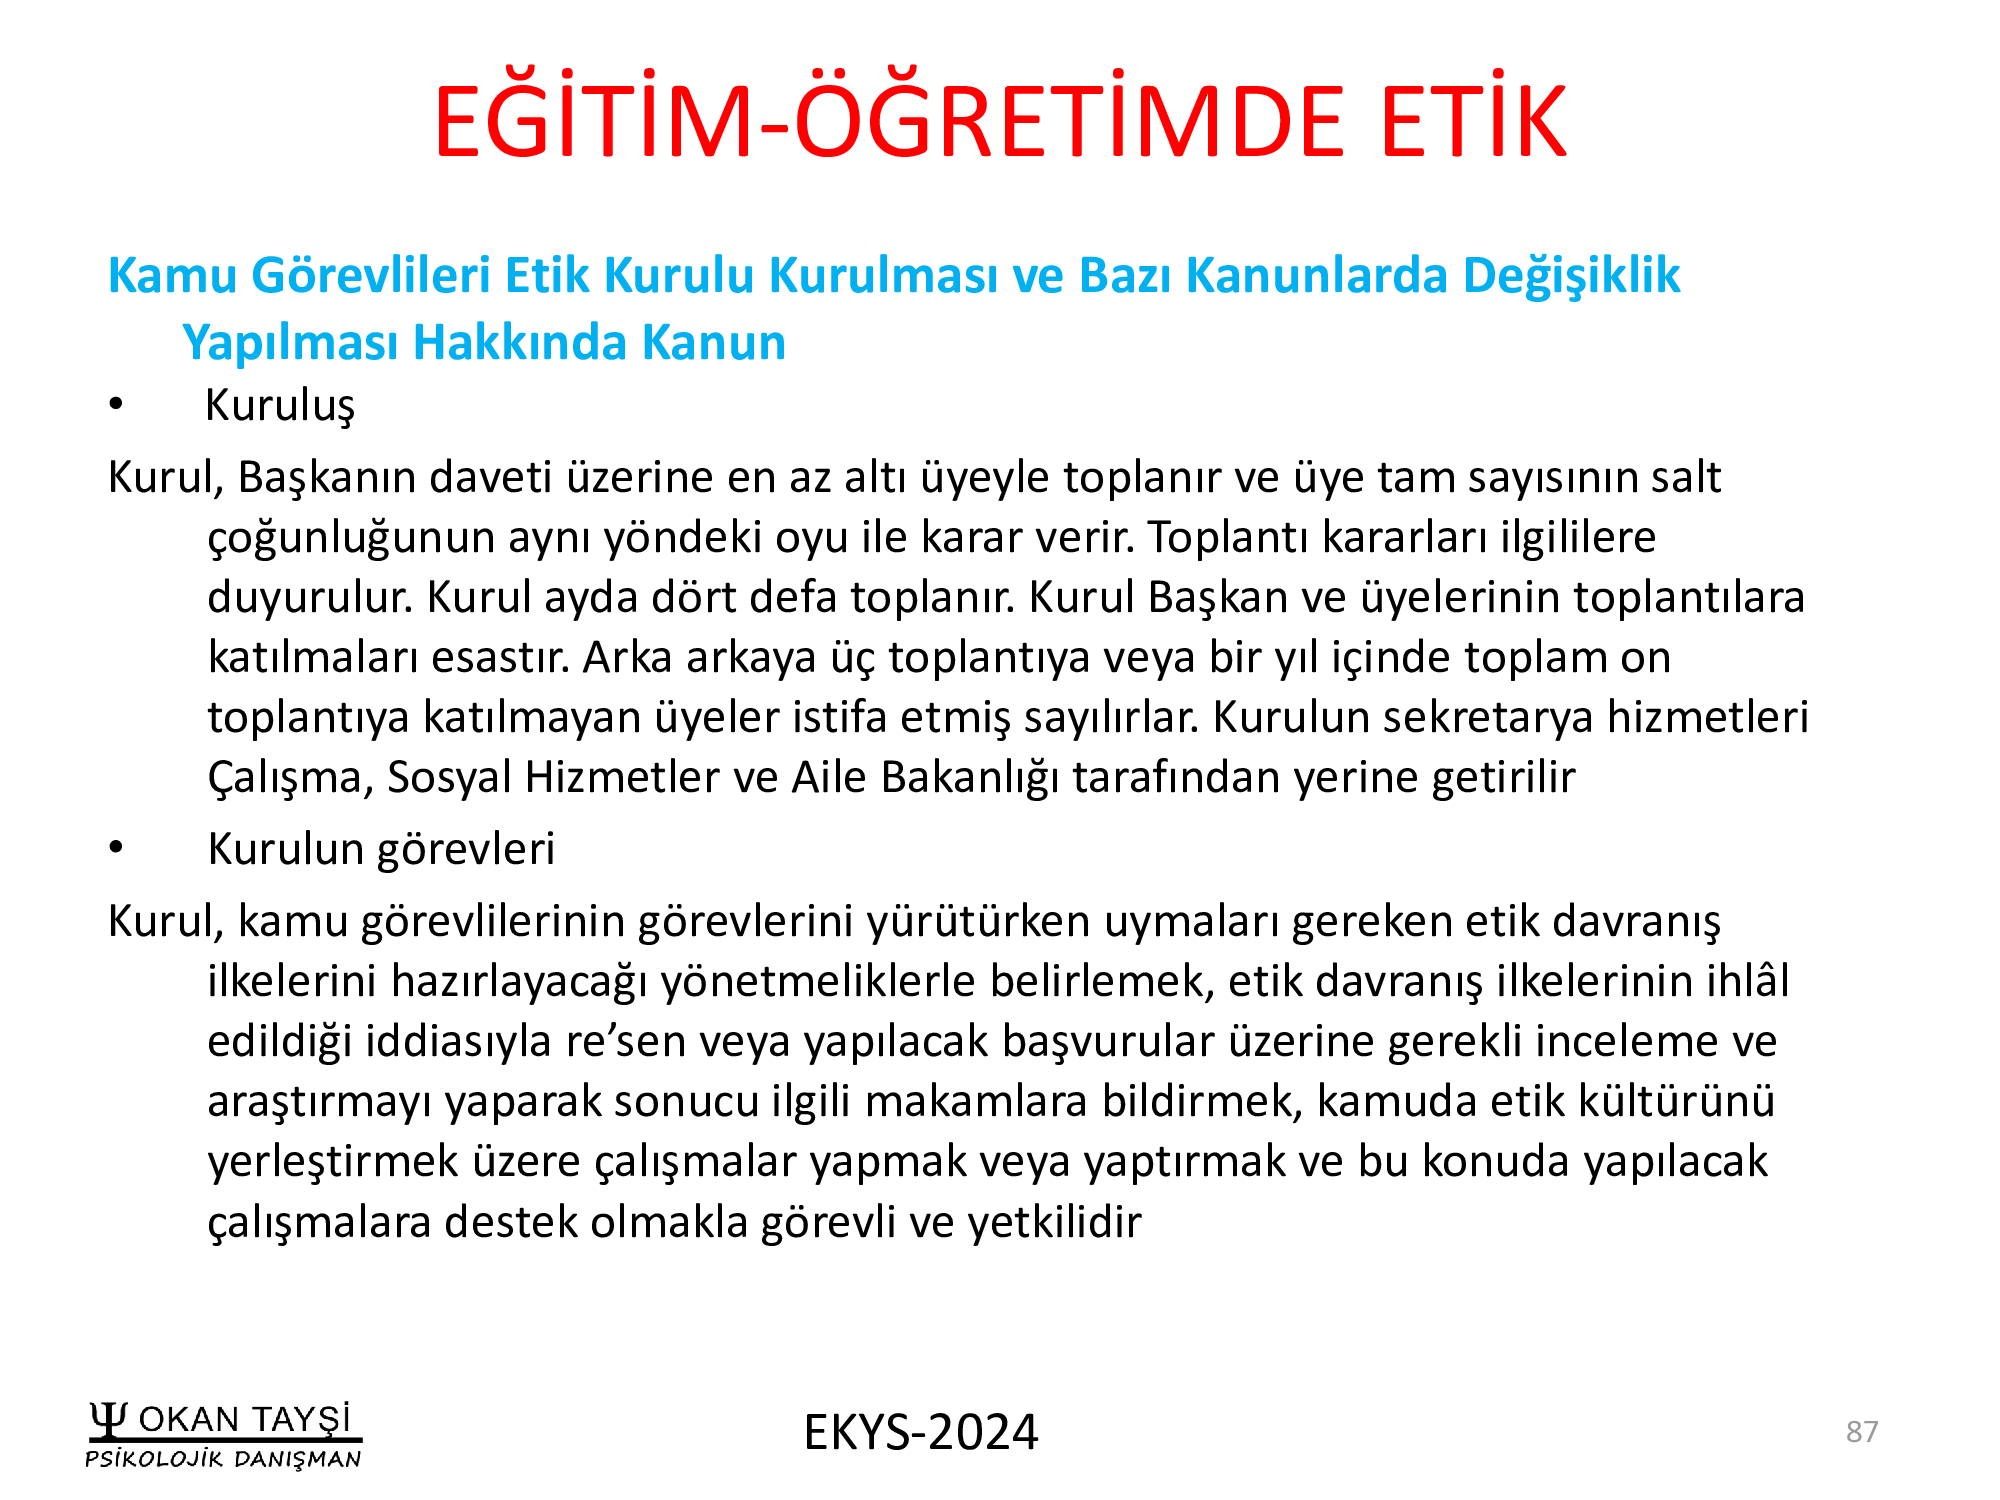 EĞİTİM-ÖĞRETİMDE ETİK
Kamu Görevlileri Etik Kurulu Kurulması ve Bazı Kanunlarda Değişiklik
Yapılması Hakkında Kanun
• Kuruluş
Kurul, Başkanın daveti üzerine en az altı üyeyle toplanır ve üye tam sayısının salt
çoğunluğunun aynı yöndeki oyu ile karar verir. Toplantı kararları ilgililere
duyurulur. Kurul ayda dört defa toplanır. Kurul Başkan ve üyelerinin toplantılara
katılmaları esastır. Arka arkaya üç toplantıya veya bir yıl içinde toplam on
toplantıya katılmayan üyeler istifa etmiş sayılırlar. Kurulun sekretarya hizmetleri
Çalışma, Sosyal Hizmetler ve Aile Bakanlığı tarafından yerine getirilir
• Kurulun görevleri
Kurul, kamu görevlilerinin görevlerini yürütürken uymaları gereken etik davranış
ilkelerini hazırlayacağı yönetmeliklerle belirlemek, etik davranış ilkelerinin ihlâl
edildiği iddiasıyla re’sen veya yapılacak başvurular üzerine gerekli inceleme ve
araştırmayı yaparak sonucu ilgili makamlara bildirmek, kamuda etik kültürünü
yerleştirmek üzere çalışmalar yapmak veya yaptırmak ve bu konuda yapılacak
çalışmalara destek olmakla görevli ve yetkilidir
Ψ OKAN TAYŞİ
PSİKOLOJİK DANIŞMAN
EKYS-2024
87